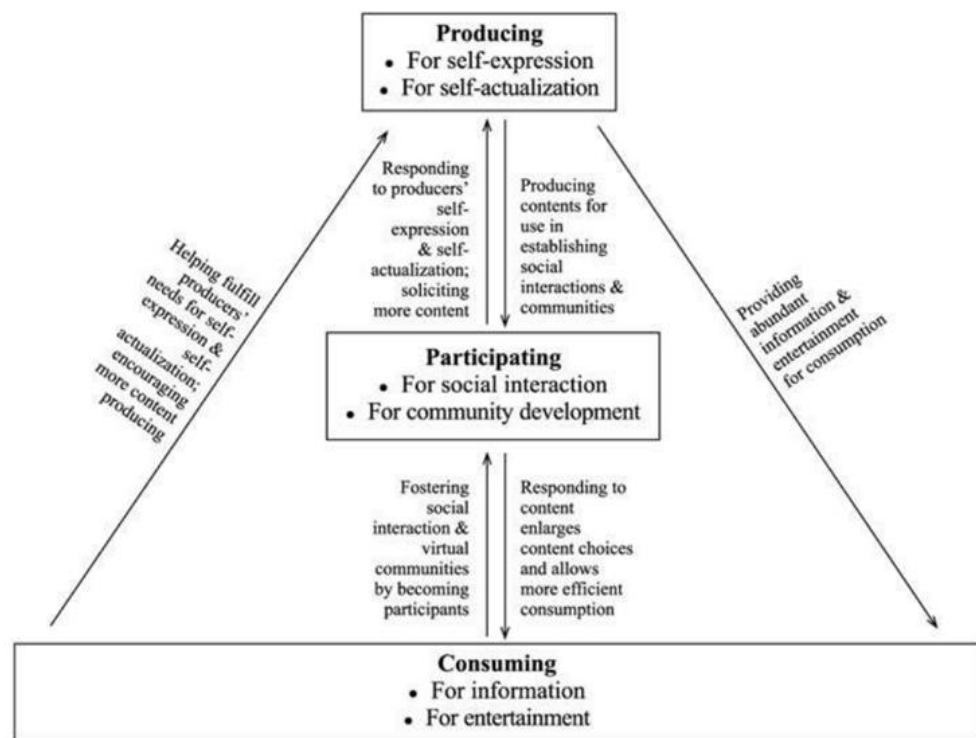 Producing
• For self-expression
• For self-actualization
Responding
to producers’
self-
expression
& self-
actualization;
soliciting
more content
Producing
contents for
use in
establishing
social
interactions &
communities
Helping fulfill
producers’
needs for self-
expression &
self-
actualization;
encouraging
more content
producing
Providing
abundant
information &
entertainment
for consumption
Participating
• For social interaction
• For community development
Fostering
social
interaction &
virtual
communities
by becoming
participants
Responding to
content
enlarges
content choices
and allows
more efficient
consumption
Consuming
• For information
• For entertainment